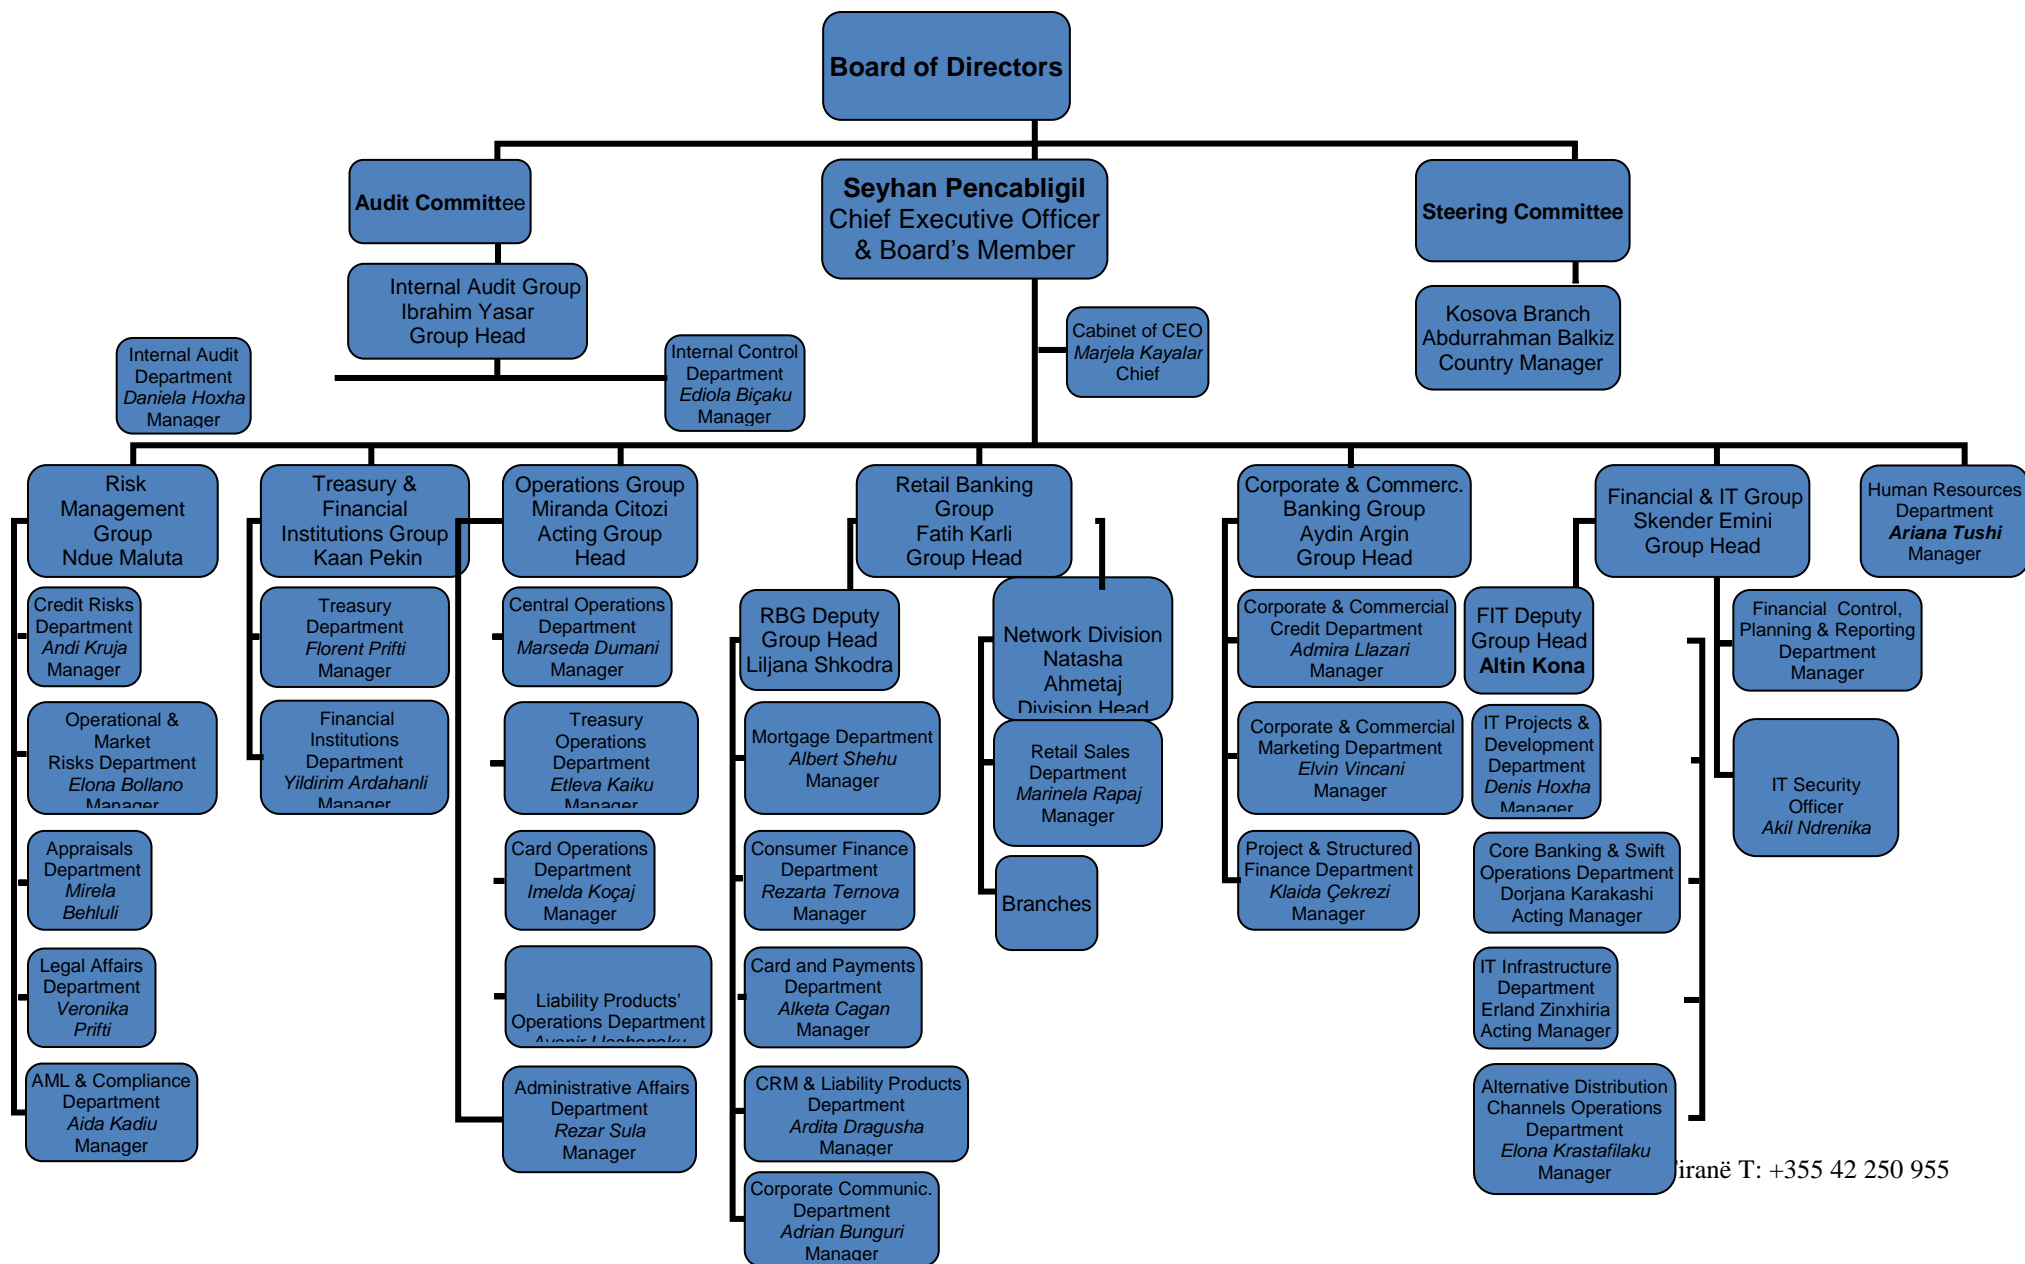 Board of Directors
Audit Committee
Seyhan Pencabligil
Chief Executive Officer
& Board's Member
Steering Committee
Internal Audit Group
Ibrahim Yasar
Group Head
Kosova Branch
Abdurrahman Balkiz
Country Manager
Cabinet of CEO
Marjela Kayalar
Chief
Internal Audit
Department
Daniela Hoxha
Manager
Internal Control
Department
Ediola Biçaku
Manager
Risk
Management
Group
Ndue Maluta
Treasury &
Financial
Institutions Group
Kaan Pekin
Operations Group
Miranda Citozi
Acting Group
Head
Retail Banking
Group
Fatih Karli
Group Head
Corporate & Commerc.
Banking Group
Aydin Argin
Group Head
Financial & IT Group
Skender Emini
Group Head
Human Resources
Department
Ariana Tushi
Manager
Credit Risks
Department
Andi Kruja
Manager
Operational &
Market
Risks Department
Elona Bollano
Manager
Appraisals
Department
Mirela
Behluli
Legal Affairs
Department
Veronika
Prifti
AML & Compliance
Department
Aida Kadiu
Manager
Treasury
Department
Florent Prifti
Manager
Financial
Institutions
Department
Yildirim Ardahanli
Manager
Central Operations
Department
Marseda Dumani
Manager
Treasury
Operations
Department
Etleva Kaiku
Manager
Card Operations
Department
Imelda Koçaj
Manager
Liability Products'
Operations Department
Administrative Affairs
Department
Rezar Sula
Manager
RBG Deputy
Group Head
Liljana Shkodra
Mortgage Department
Albert Shehu
Manager
Consumer Finance
Department
Rezarta Ternova
Manager
Card and Payments
Department
Alketa Cagan
Manager
CRM & Liability Products
Department
Ardita Dragusha
Manager
Corporate Communic.
Department
Adrian Bunguri
Manager
Network Division
Natasha
Ahmetaj
Division Head
Retail Sales
Department
Marinela Rapaj
Manager
Branches
Corporate & Commercial
Credit Department
Admira Llazari
Manager
Corporate & Commercial
Marketing Department
Elvin Vincani
Manager
Project & Structured
Finance Department
Klaida Çekrezi
Manager
FIT Deputy
Group Head
Altin Kona
IT Projects &
Development
Department
Denis Hoxha
Manager
Core Banking & Swift
Operations Department
Dorjana Karakashi
Acting Manager
IT Infrastructure
Department
Erland Zinxhiria
Acting Manager
Alternative Distribution
Channels Operations
Department
Elona Krastafilaku
Manager
Financial Control,
Planning & Reporting
Department
Manager
IT Security
Officer
Akil Ndrenika
iranë T: +355 42 250 955